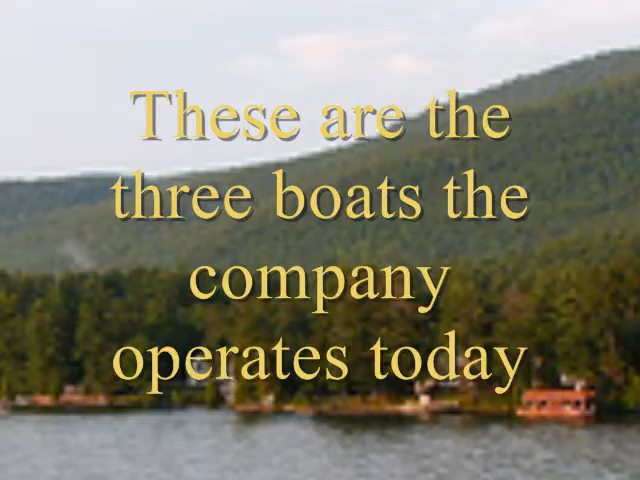 These are the
three boats the
company
operates today